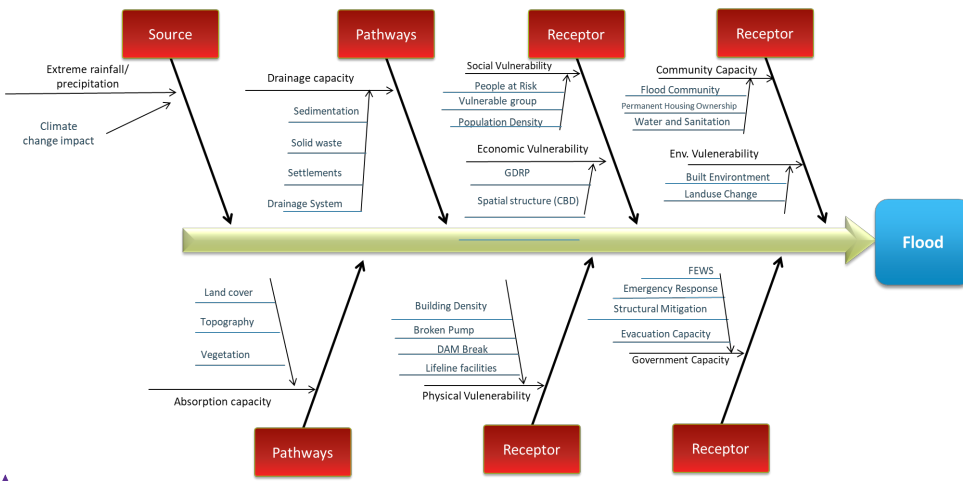 Source
Pathways
Receptor
Receptor
Extreme rainfall/
precipitation
Climate
change impact
Drainage capacity
Sedimentation
Solid waste
Settlements
Drainage System
Social Vulnerability
People at Risk
Vulnerable group
Population Density
Economic Vulnerability
GDRP
Spatial structure (CBD)
Community Capacity
Flood Community
Permanent Housing Ownership
Water and Sanitation
Env. Vulenerability
Built Environtment
Landuse Change
Flood
Land cover
Topography
Vegetation
Absorption capacity
Building Density
Broken Pump
DAM Break
Lifeline facilities
Physical Vulenerability
FEWS
Emergency Response
Structural Mitigation
Evacuation Capacity
Government Capacity
Pathways
Receptor
Receptor